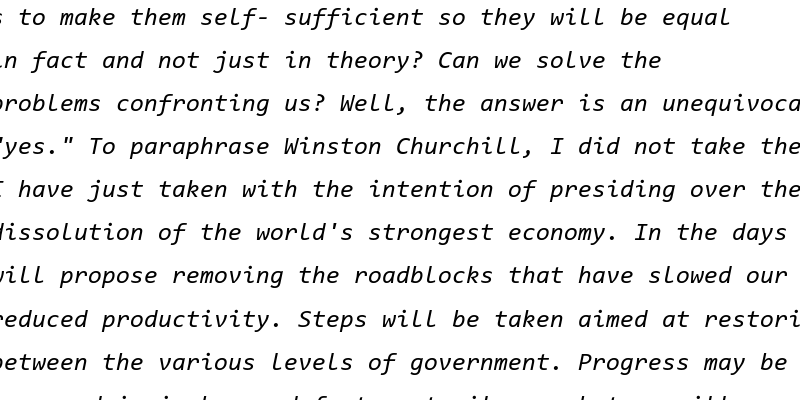 to make them self- sufficient so they will be equal
in fact and not just in theory? Can we solve the
problems confronting us? Well, the answer is an
"yes." To paraphrase Winston Churchill, I did not take the
I have just taken with the intention of presiding over the
dissolution of the world's strongest economy. In the days
will propose removing the roadblocks that have slowed our
reduced productivity. Steps will be taken aimed at
between the various levels of government. Progress may be